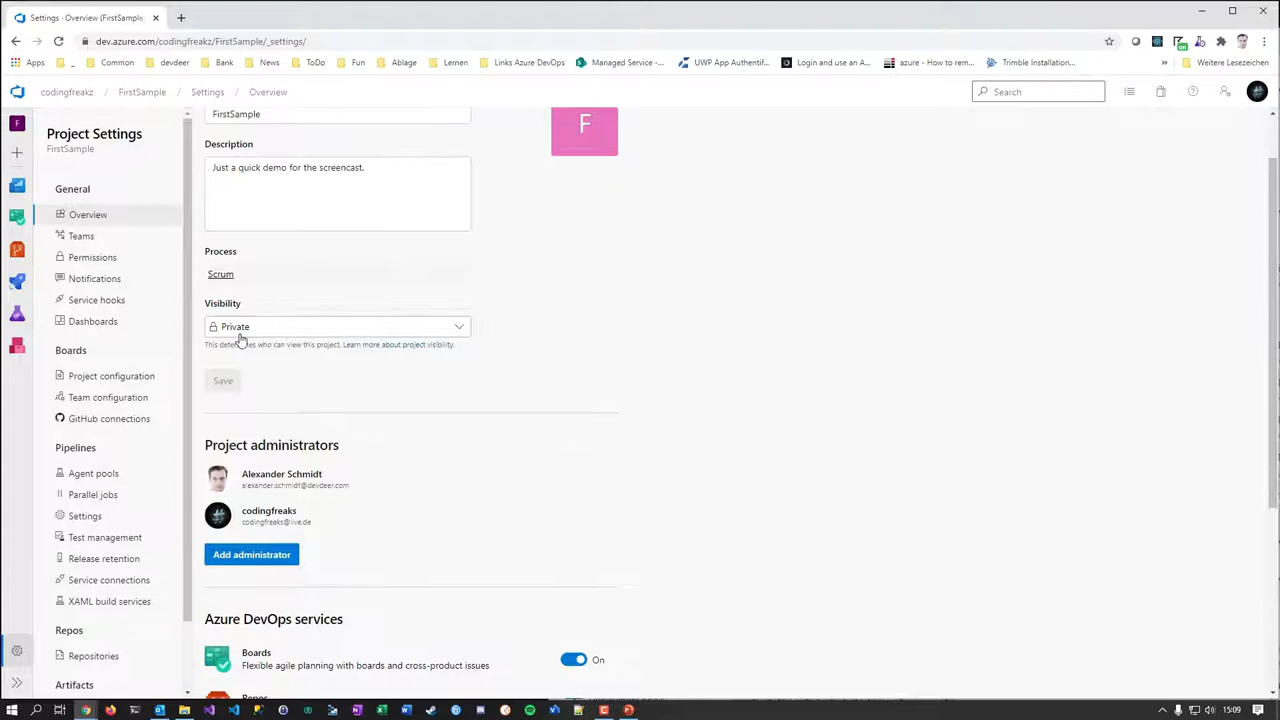 Settings · Overview (FirstSample
dev.azure.com/codingfreakz/FirstSample/_settings/
Apps
_
Common
devdeer
Bank
News
ToDo
Fun
Ablage
Lernen
Links Azure DevOps
Managed Service -...
UWP App Authentif...
Login and use an A...
azure - How to rem...
Trimble Installation...
»
Weitere Lesezeichen
codingfreakz / FirstSample / Settings / Overview
Search
F
Project Settings
FirstSample
General
Overview
Teams
Permissions
Notifications
Service hooks
Dashboards
Boards
Project configuration
Team configuration
GitHub connections
Pipelines
Agent pools
Parallel jobs
Settings
Test management
Release retention
Service connections
XAML build services
Repos
Repositories
Artifacts
FirstSample
F
Description
Just a quick demo for the screencast.
Process
Scrum
Visibility
Private
This determines who can view this project. Learn more about project visibility.
Save
Project administrators
Alexander Schmidt
alexander.schmidt@devdeer.com
codingfreaks
codingfreaks@live.de
Add administrator
Azure DevOps services
Boards
Flexible agile planning with boards and cross-product issues
On
Repos
15:09